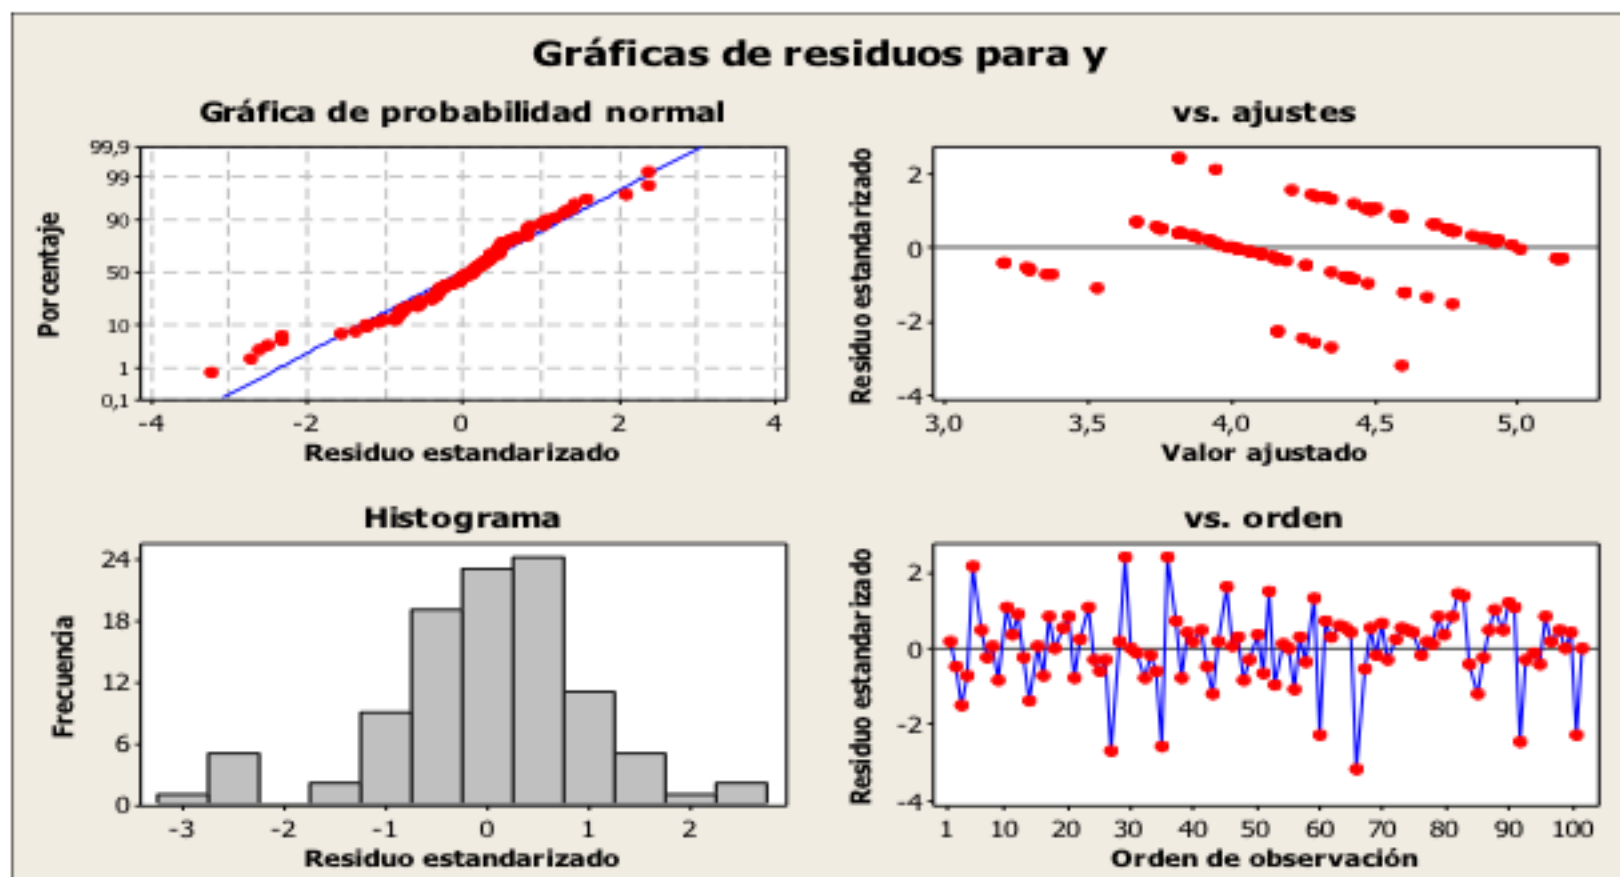 Gráficas de residuos para y
Gráfica de probabilidad normal
99,9
99
90
50
10
1
0,1
Porcentaje
-4 -2 0 2 4
Residuo estandarizado
vs. ajustes
2
0
-2
-4
Residuo estandarizado
3,0 3,5 4,0 4,5 5,0
Valor ajustado
Histograma
24
18
12
6
0
Frecuencia
-3 -2 -1 0 1 2
Residuo estandarizado
vs. orden
2
0
-2
-4
Residuo estandarizado
1 10 20 30 40 50 60 70 80 90 100
Orden de observación